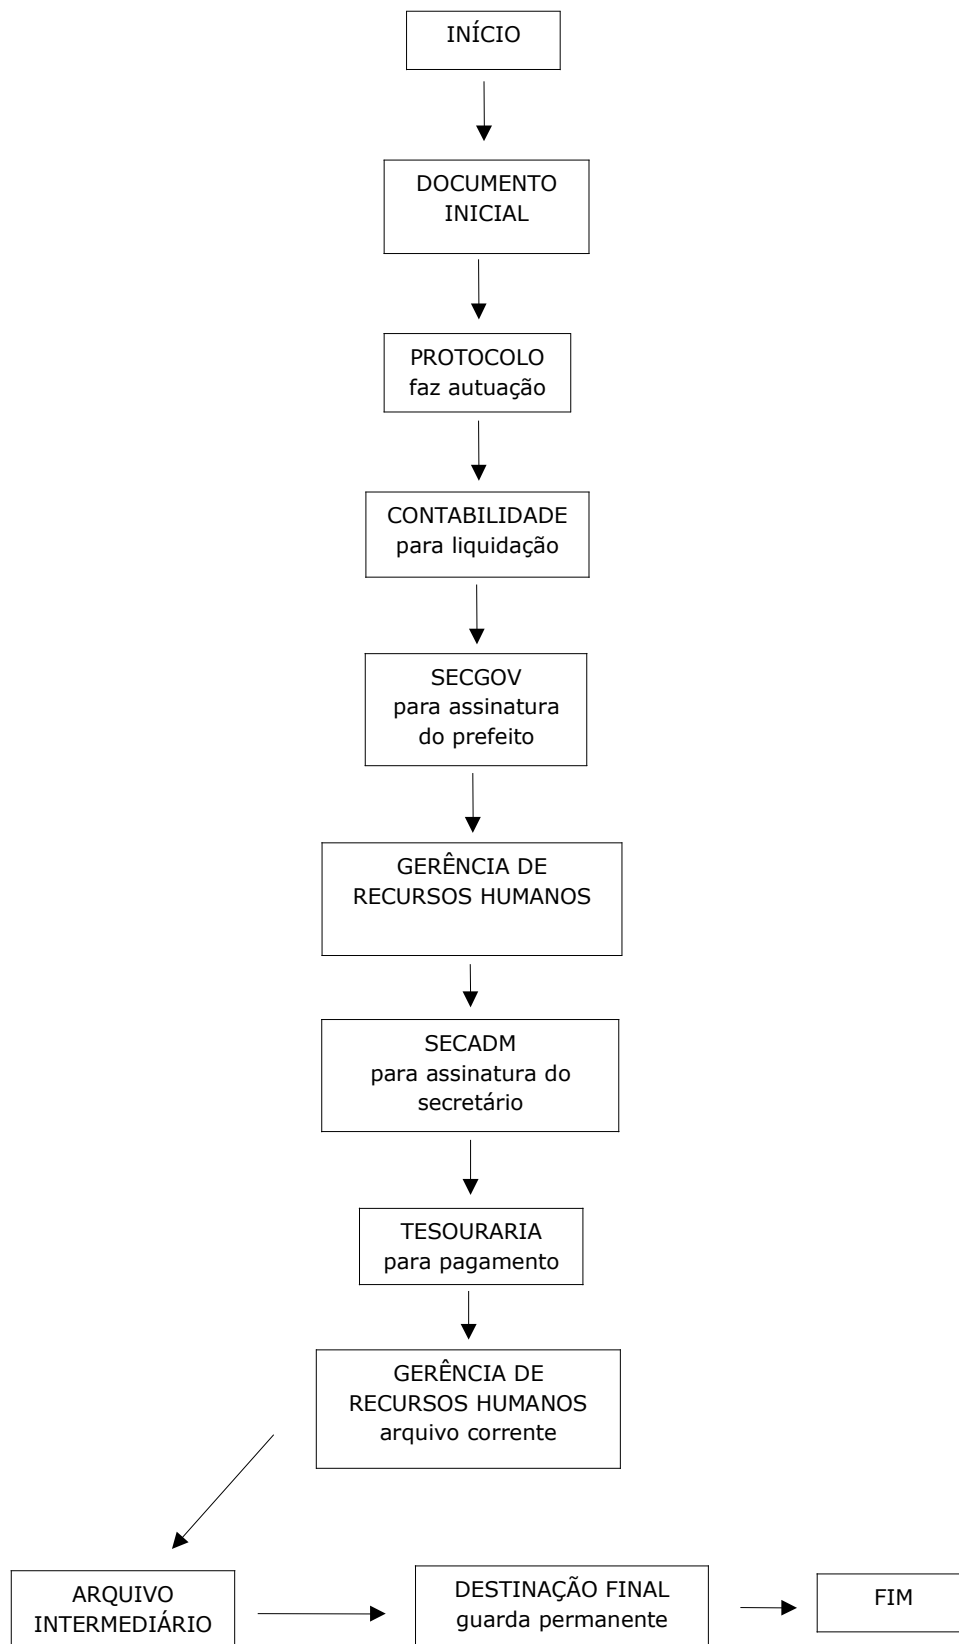 INÍCIO
DOCUMENTO
INICIAL
PROTOCOLO
faz autuação
CONTABILIDADE
para liquidação
SECGOV
para assinatura
do prefeito
GERÊNCIA DE
RECURSOS HUMANOS
SECADM
para assinatura do
secretário
TESOURARIA
para pagamento
GERÊNCIA DE
RECURSOS HUMANOS
arquivo corrente
ARQUIVO
INTERMEDIÁRIO
DESTINAÇÃO FINAL
guarda permanente
FIM